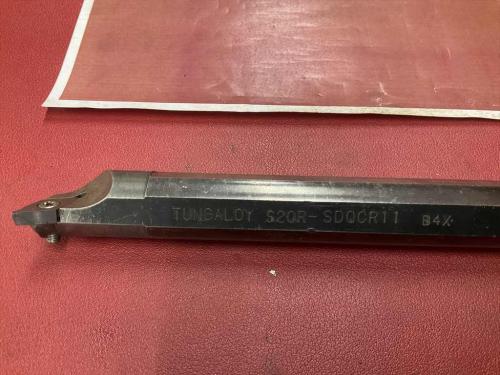 TUNGALOY S20R-SDQCR11 B4X